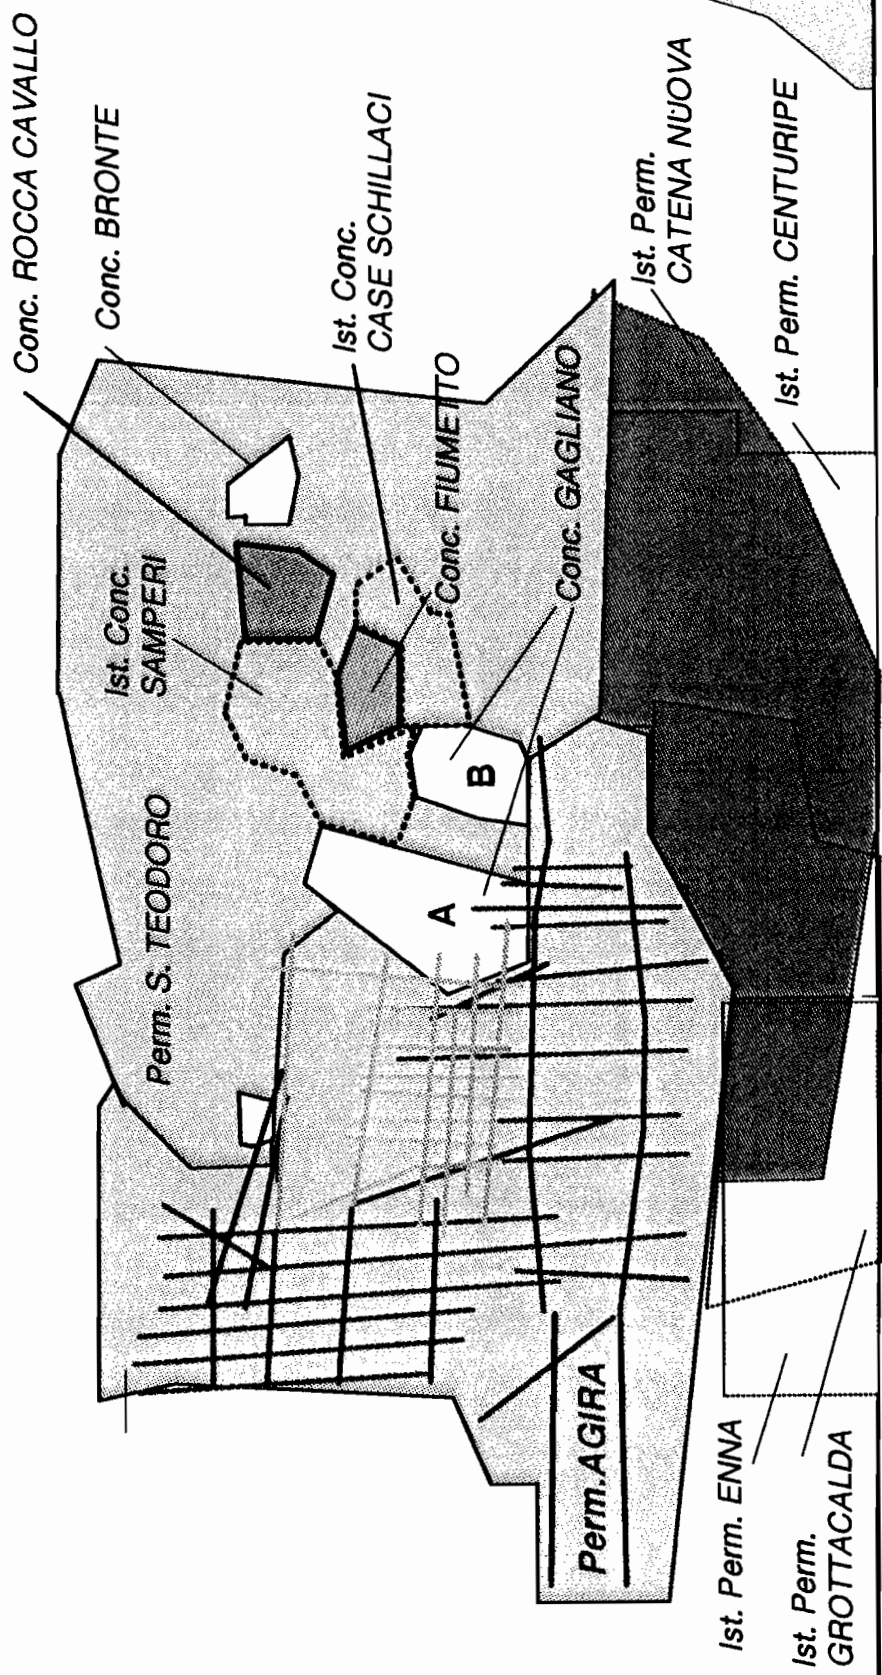 Conc. ROCCA CAVALLO
Conc. BRONTE
Ist. Conc.
CASE SCHILLACI
Ist. Conc.
SAMPERI
Conc. FIUMETTO
Conc. GAGLIANO
Ist. Perm.
CATENA NUOVA
Ist. Perm. CENTURIPE
Perm. S. TEODORO
B
A
Perm. AGIRA
Ist. Perm. ENNA
Ist. Perm.
GROTTACALDA